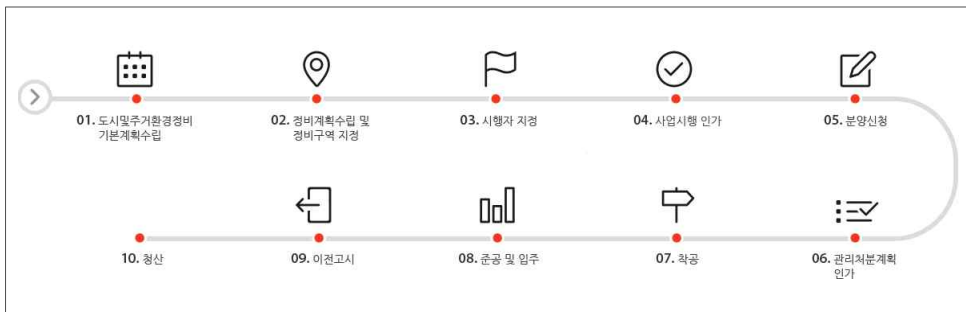 01. 도시및주거환경정비
기본계획수립
02. 정비계획수립 및
정비구역 지정
03. 시행자 지정
04. 사업시행 인가
05. 분양신청
06. 관리처분계획
인가
07. 착공
08. 준공 및 입주
09. 이전고시
10. 청산